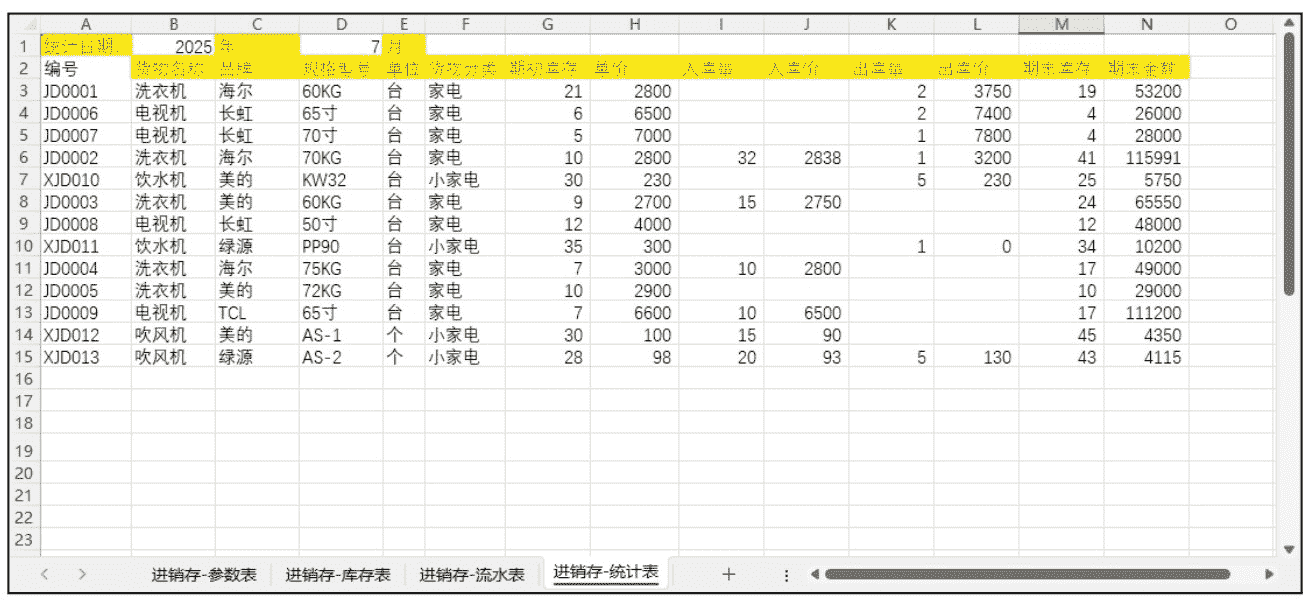 A B C D E F G H I J K L M N O
1 统计日期 2025 年 7 月
2 编号 货物名称 品牌 规格型号 单位 货物分类 期初库存 单价 入库量 入库价 出库量 出库价 期末库存 期末金额
3 JD0001 洗衣机 海尔 60KG 台 家电 21 2800 2 3750 19 53200
4 JD0006 电视机 长虹 65寸 台 家电 6 6500 2 7400 4 26000
5 JD0007 电视机 长虹 70寸 台 家电 5 7000 1 7800 4 28000
6 JD0002 洗衣机 海尔 70KG 台 家电 10 2800 32 2838 1 3200 41 115991
7 XJD010 饮水机 美的 KW32 台 小家电 30 230 5 230 25 5750
8 JD0003 洗衣机 美的 60KG 台 家电 9 2700 15 2750 24 65550
9 JD0008 电视机 长虹 50寸 台 家电 12 4000 12 48000
10 XJD011 饮水机 绿源 PP90 台 小家电 35 300 1 0 34 10200
11 JD0004 洗衣机 海尔 75KG 台 家电 7 3000 10 2800 17 49000
12 JD0005 洗衣机 美的 72KG 台 家电 10 2900 10 29000
13 JD0009 电视机 TCL 65寸 台 家电 7 6600 10 6500 17 111200
14 XJD012 吹风机 美的 AS-1 个 小家电 30 100 15 90 45 4350
15 XJD013 吹风机 绿源 AS-2 个 小家电 28 98 20 93 5 130 43 4115
16
17
18
19
20
21
22
23
进销存-参数表 进销存-库存表 进销存-流水表 进销存-统计表